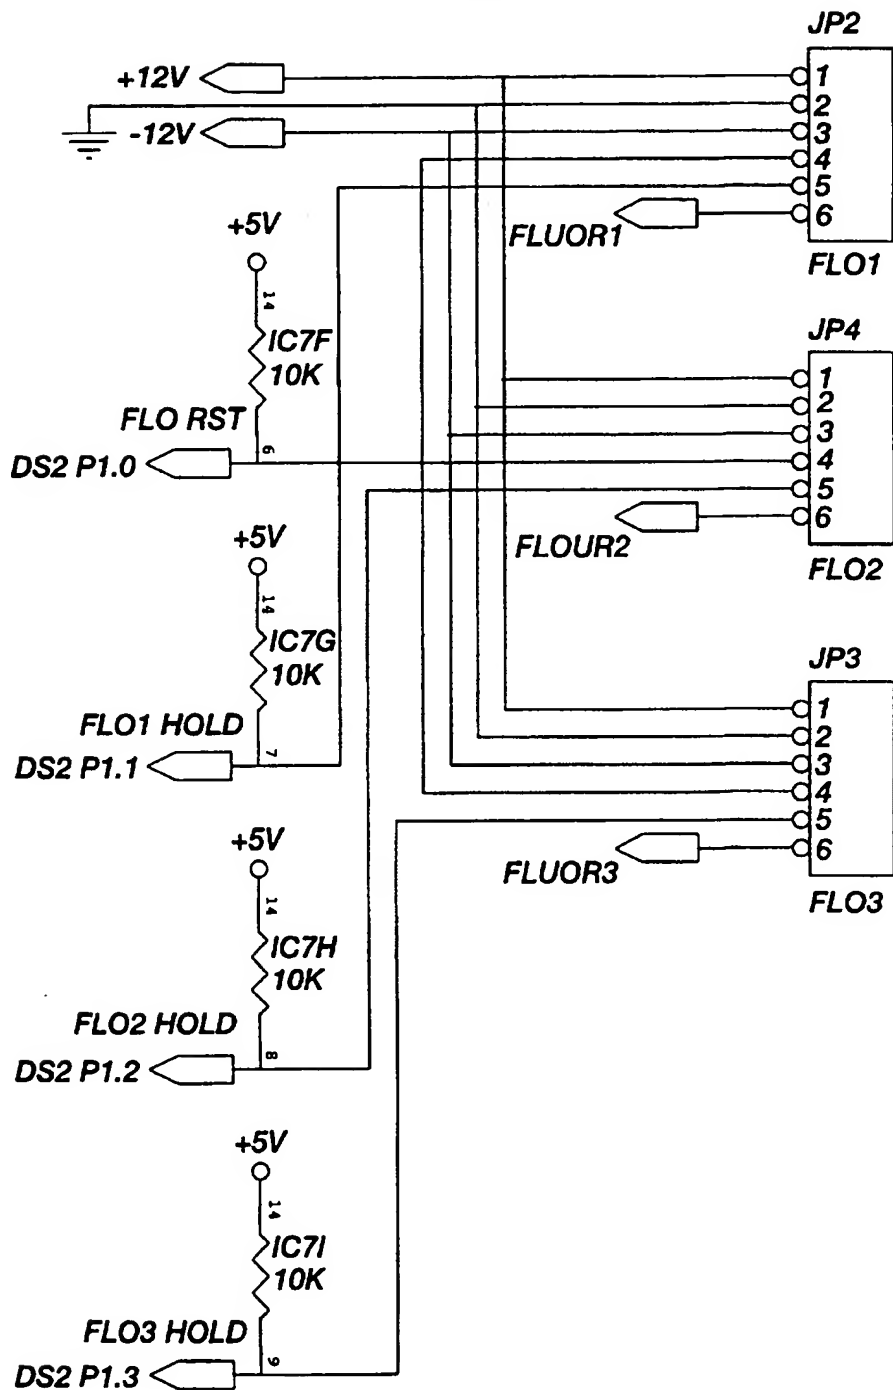 JP2
+12V
1
2
-12V
3
4
5
6
FLUOR1
FLO1
+5V
14
IC7F
10K
FLO RST
6
DS2 P1.0
JP4
1
2
3
4
5
6
FLOUR2
FLO2
+5V
14
IC7G
10K
FLO1 HOLD
7
DS2 P1.1
JP3
1
2
3
4
5
6
FLUOR3
FLO3
+5V
14
IC7H
10K
FLO2 HOLD
8
DS2 P1.2
+5V
14
IC7I
10K
FLO3 HOLD
9
DS2 P1.3